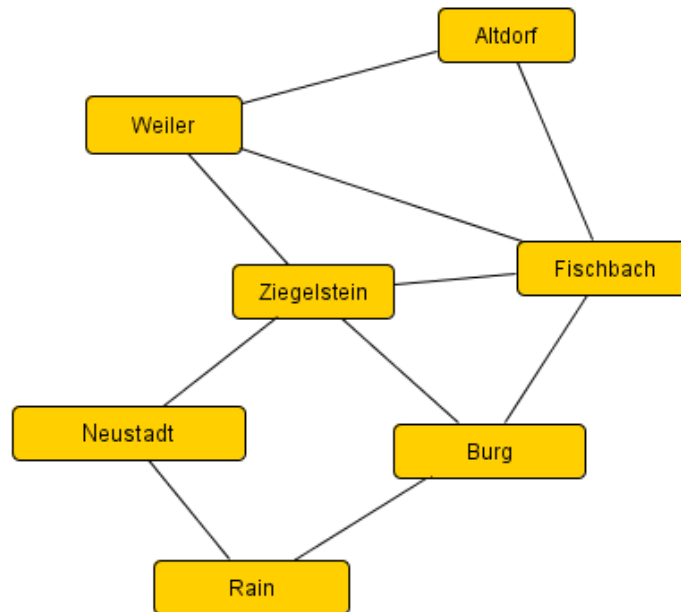 Altdorf
Weiler
Fischbach
Ziegelstein
Neustadt
Burg
Rain